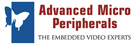 Advanced Micro
Peripherals
THE EMBEDDED VIDEO EXPERTS